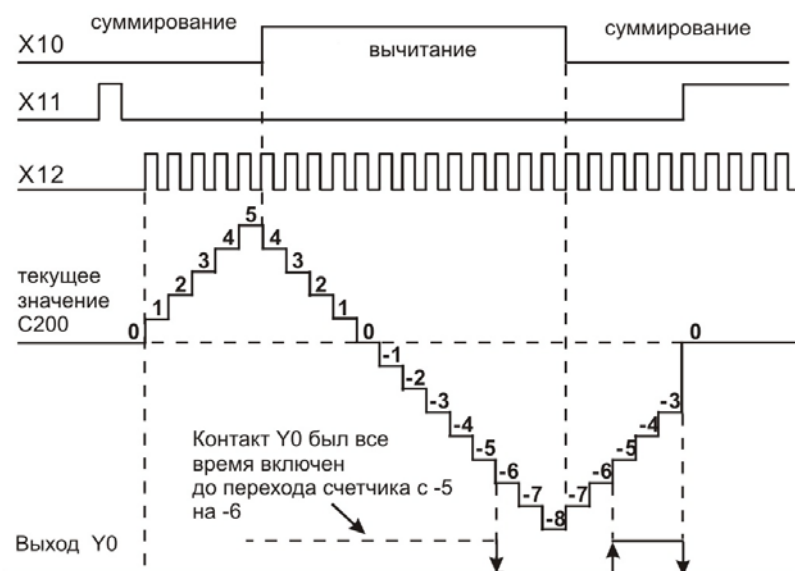 суммирование
вычитание
суммирование
X10
X11
X12
текущее
значение
C200
0
1
2
3
4
5
4
3
2
1
0
-1
-2
-3
-4
-5
-6
-7
-8
-7
-6
-5
-4
-3
0
Контакт Y0 был все
время включен
до перехода счетчика с -5
на -6
Выход Y0